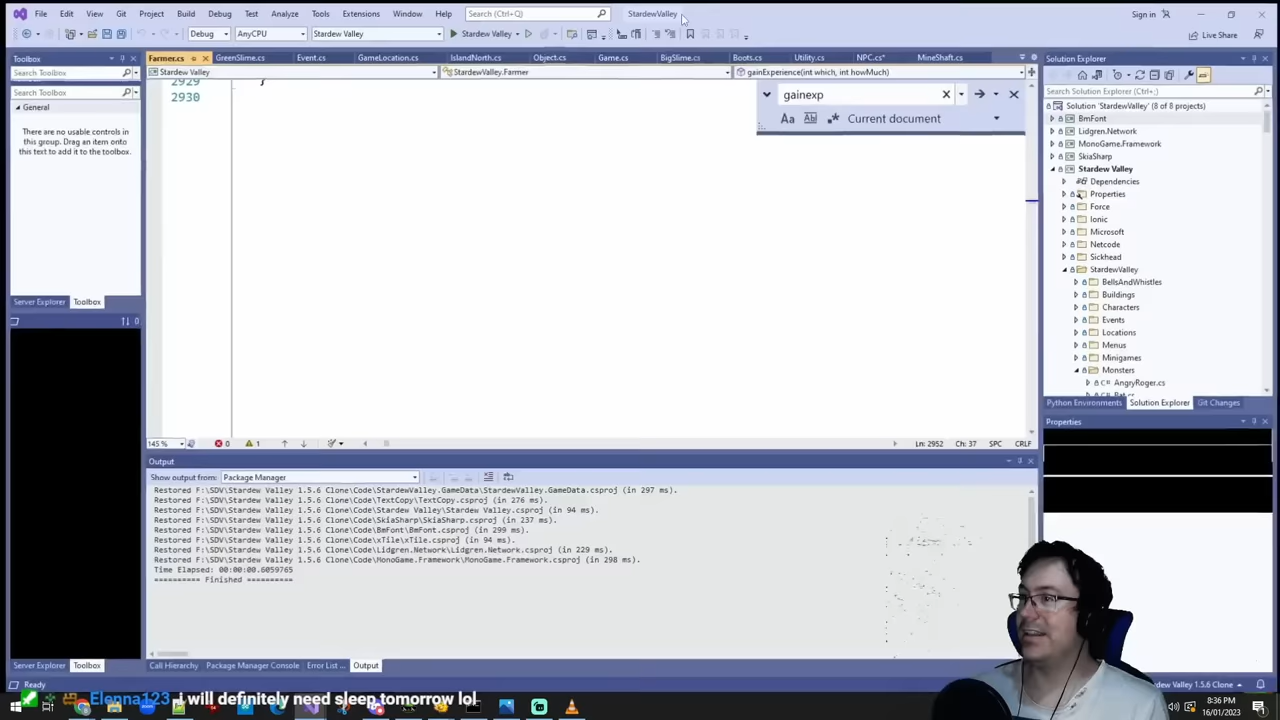 File Edit View Git Project Build Debug Test Analyze Tools Extensions Window Help Search (Ctrl+Q) StardewValley Sign in
Debug AnyCPU Stardew Valley Stardew Valley Live Share
Toolbox
Search Toolbox
Search Toolbox
General
There are no usable controls in
this group. Drag an item onto
this text to add it to the toolbox.
Server Explorer Toolbox
Farmer.cs GreenSlime.cs Event.cs GameLocation.cs IslandNorth.cs Object.cs Game.cs BigSlime.cs Boots.cs Utility.cs NPC.cs* MineShaft.cs
Stardew Valley StardewValley.Farmer gainExperience(int which, int howMuch)
2929 }
2930
gainexp
Aa Ab .* Current document
145 % 0 1 Ln: 2952 Ch: 37 SPC CRLF
Output
Show output from: Package Manager
Restored F:\SDV\Stardew Valley 1.5.6 Clone\Code\StardewValley.GameData\StardewValley.GameData.csproj (in 297 ms).
Restored F:\SDV\Stardew Valley 1.5.6 Clone\Code\TextCopy\TextCopy.csproj (in 276 ms).
Restored F:\SDV\Stardew Valley 1.5.6 Clone\Code\Stardew Valley\Stardew Valley.csproj (in 94 ms).
Restored F:\SDV\Stardew Valley 1.5.6 Clone\Code\SkiaSharp\SkiaSharp.csproj (in 237 ms).
Restored F:\SDV\Stardew Valley 1.5.6 Clone\Code\BmFont\BmFont.csproj (in 299 ms).
Restored F:\SDV\Stardew Valley 1.5.6 Clone\Code\xTile\xTile.csproj (in 94 ms).
Restored F:\SDV\Stardew Valley 1.5.6 Clone\Code\Lidgren.Network\Lidgren.Network.csproj (in 229 ms).
Restored F:\SDV\Stardew Valley 1.5.6 Clone\Code\MonoGame.Framework\MonoGame.Framework.csproj (in 298 ms).
Time Elapsed: 00:00:00.6059765
========== Finished ==========
Server Explorer Toolbox Call Hierarchy Package Manager Console Error List ... Output
Solution Explorer
Search Solution Explorer (Ctrl+;)
Solution 'StardewValley' (8 of 8 projects)
BmFont
Lidgren.Network
MonoGame.Framework
SkiaSharp
Stardew Valley
Dependencies
Properties
Force
Ionic
Microsoft
Netcode
Sickhead
StardewValley
BellsAndWhistles
Buildings
Characters
Events
Locations
Menus
Minigames
Monsters
AngryRoger.cs
Bat.cs
Python Environments Solution Explorer Git Changes
Properties
Ready
Stardew Valley 1.5.6 Clone
Elenna123 i will definitely need sleep tomorrow lol
8:36 PM
16/01/2023